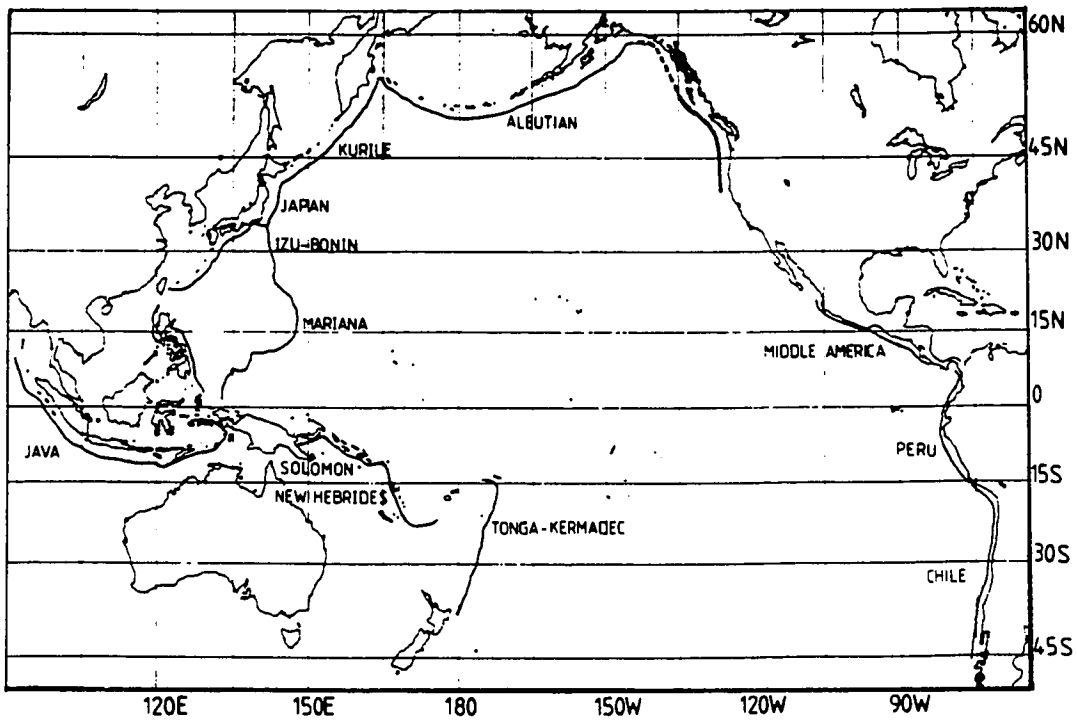 60N
ALEUTIAN
KURILE
45N
JAPAN
IZU-BONIN
30N
MARIANA
15N
MIDDLE AMERICA
0
JAVA
SOLOMON
PERU
15S
NEW HEBRIDES
TONGA-KERMADEC
30S
CHILE
45S
120E 150E 180 150W 120W 90W